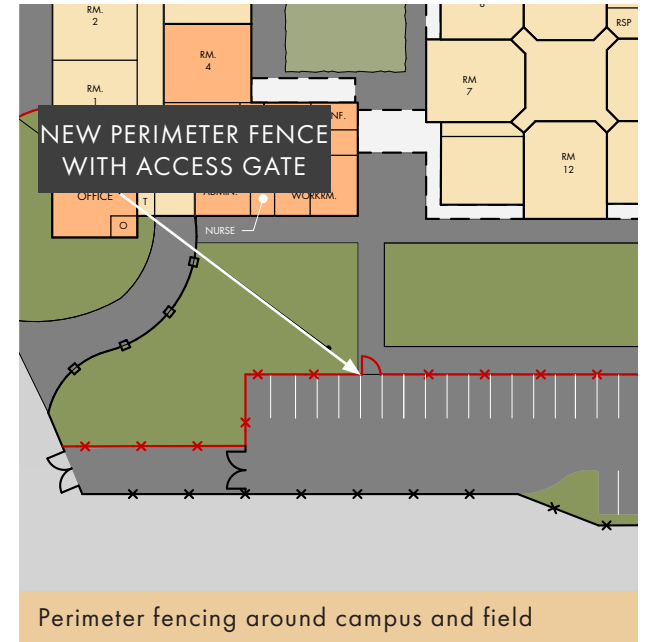 RM.
2
RM.
4
RSP
RM
7
RM.
1
NF.
NEW PERIMETER FENCE
WITH ACCESS GATE
RM
12
OFFICE
T
ADMIN.
WORKRM.
O
NURSE
Perimeter fencing around campus and field